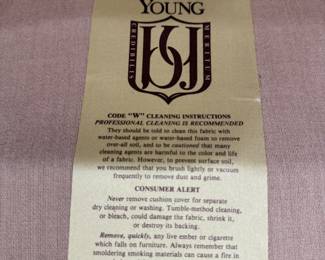 YOUNG
CREDIBILIS
MERITUM
CODE "W" CLEANING INSTRUCTIONS
PROFESSIONAL CLEANING IS RECOMMENDED
They should be told to clean this fabric with
water-based agents or water-based foam to remove
over-all soil, and to be cautioned that many
cleaning agents are harmful to the color and life
of a fabric. However, to prevent surface soil,
we recommend that you brush lightly or vacuum
frequently to remove dust and grime.
CONSUMER ALERT
Never remove cushion cover for separate
dry cleaning or washing. Tumble-method cleaning,
or bleach, could damage the fabric, shrink it,
or destroy its backing.
Remove, quickly, any live ember or cigarette
which falls on furniture. Always remember that
smoldering smoking materials can cause a fire in